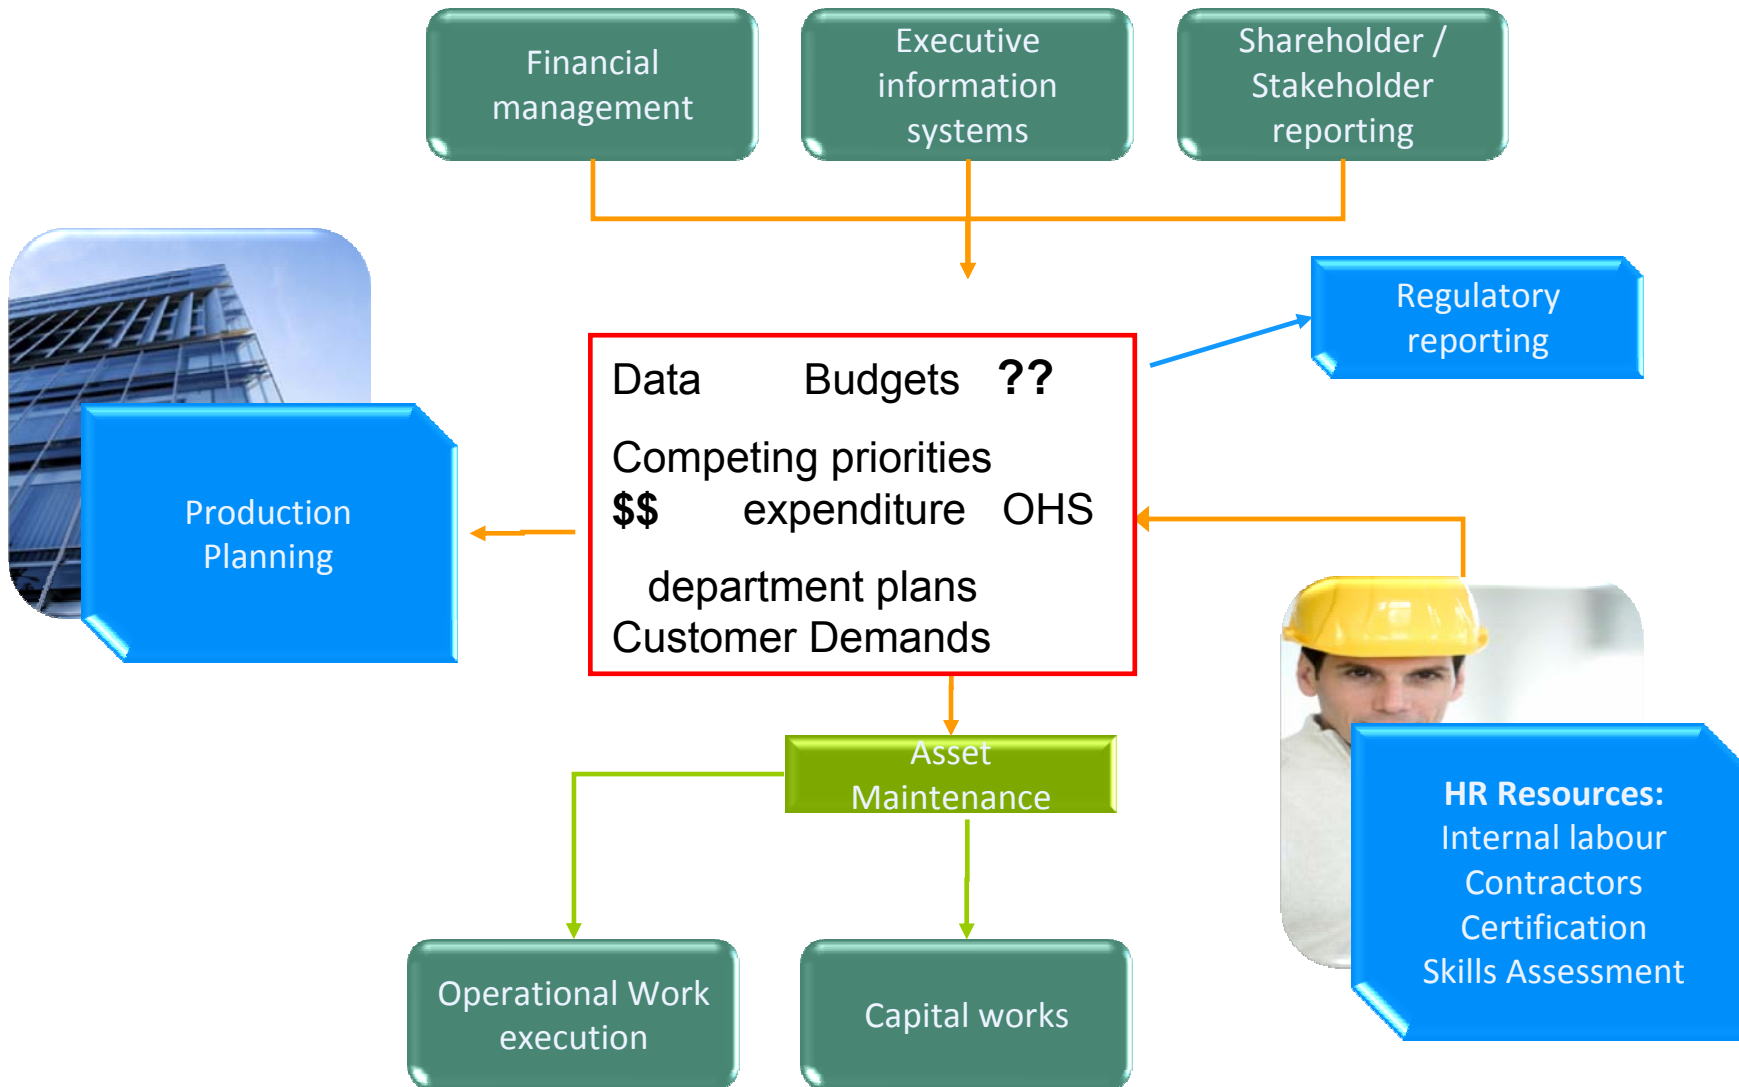 Financial
management
Executive
information
systems
Shareholder /
Stakeholder
reporting
Regulatory
reporting
Data Budgets ??
Competing priorities
$$ expenditure OHS
department plans
Customer Demands
Production
Planning
Asset
Maintenance
HR Resources:
Internal labour
Contractors
Certification
Skills Assessment
Operational Work
execution
Capital works